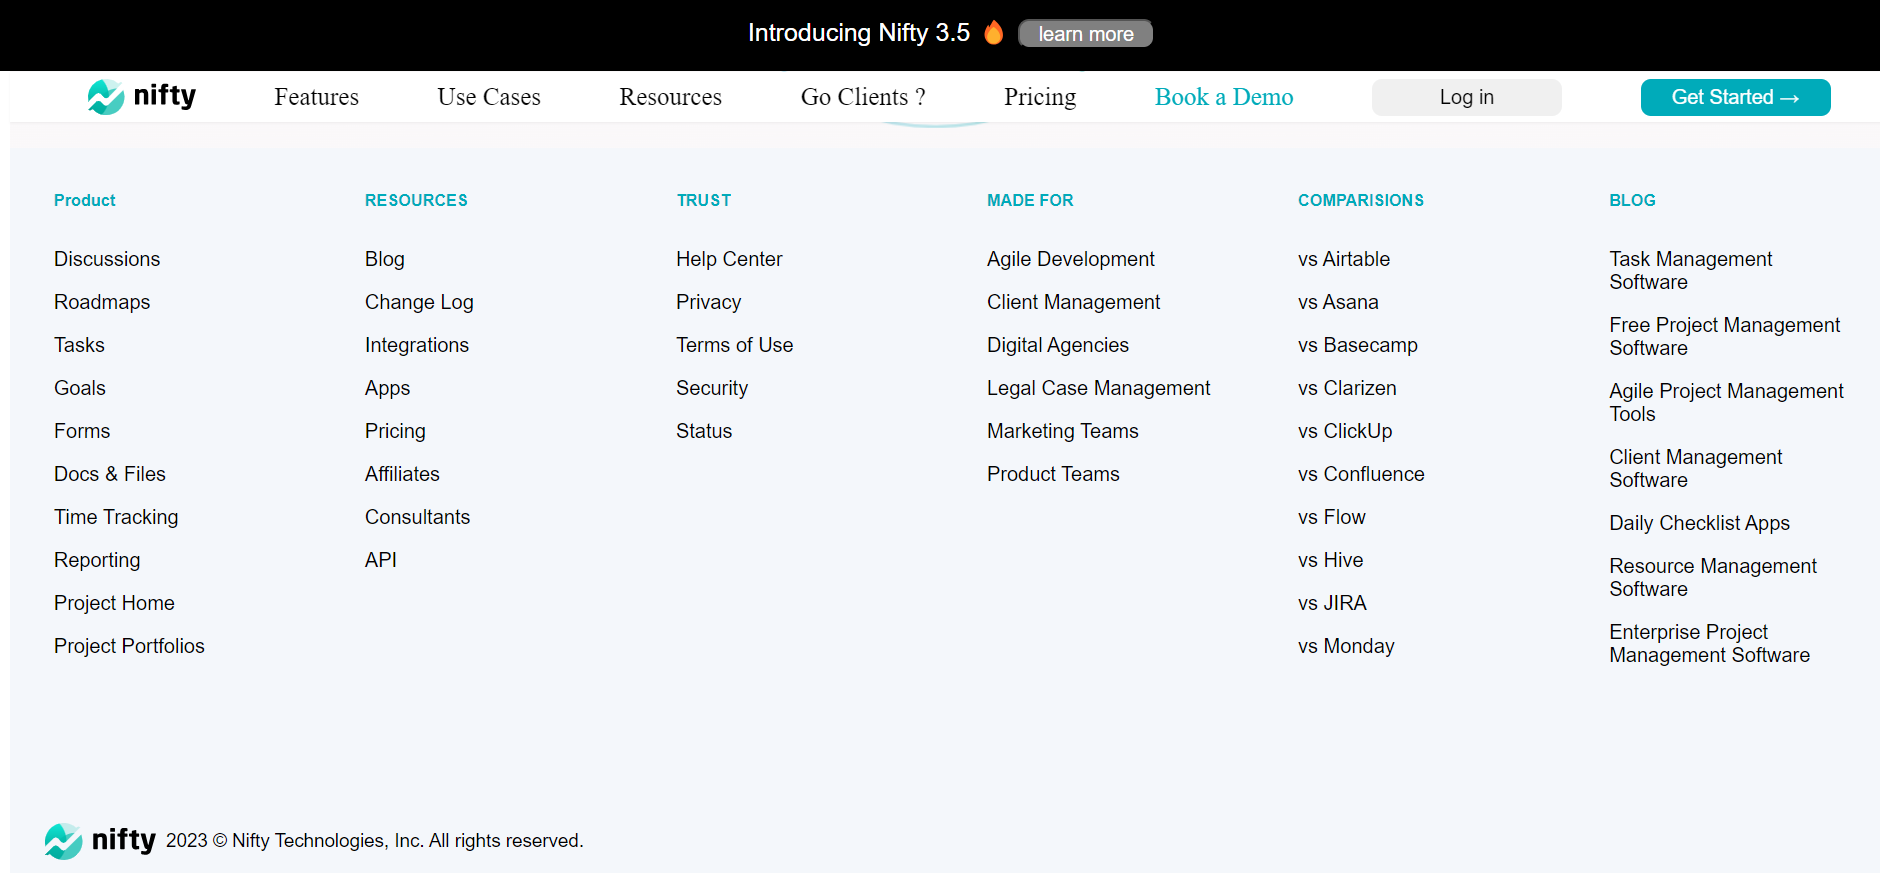 Introducing Nifty 3.5 🔥 learn more
nifty Features Use Cases Resources Go Clients ? Pricing Book a Demo Log in Get Started →
Product
Discussions
Roadmaps
Tasks
Goals
Forms
Docs & Files
Time Tracking
Reporting
Project Home
Project Portfolios
RESOURCES
Blog
Change Log
Integrations
Apps
Pricing
Affiliates
Consultants
API
TRUST
Help Center
Privacy
Terms of Use
Security
Status
MADE FOR
Agile Development
Client Management
Digital Agencies
Legal Case Management
Marketing Teams
Product Teams
COMPARISIONS
vs Airtable
vs Asana
vs Basecamp
vs Clarizen
vs ClickUp
vs Confluence
vs Flow
vs Hive
vs JIRA
vs Monday
BLOG
Task Management
Software
Free Project Management
Software
Agile Project Management
Tools
Client Management
Software
Daily Checklist Apps
Resource Management
Software
Enterprise Project
Management Software
nifty 2023 © Nifty Technologies, Inc. All rights reserved.